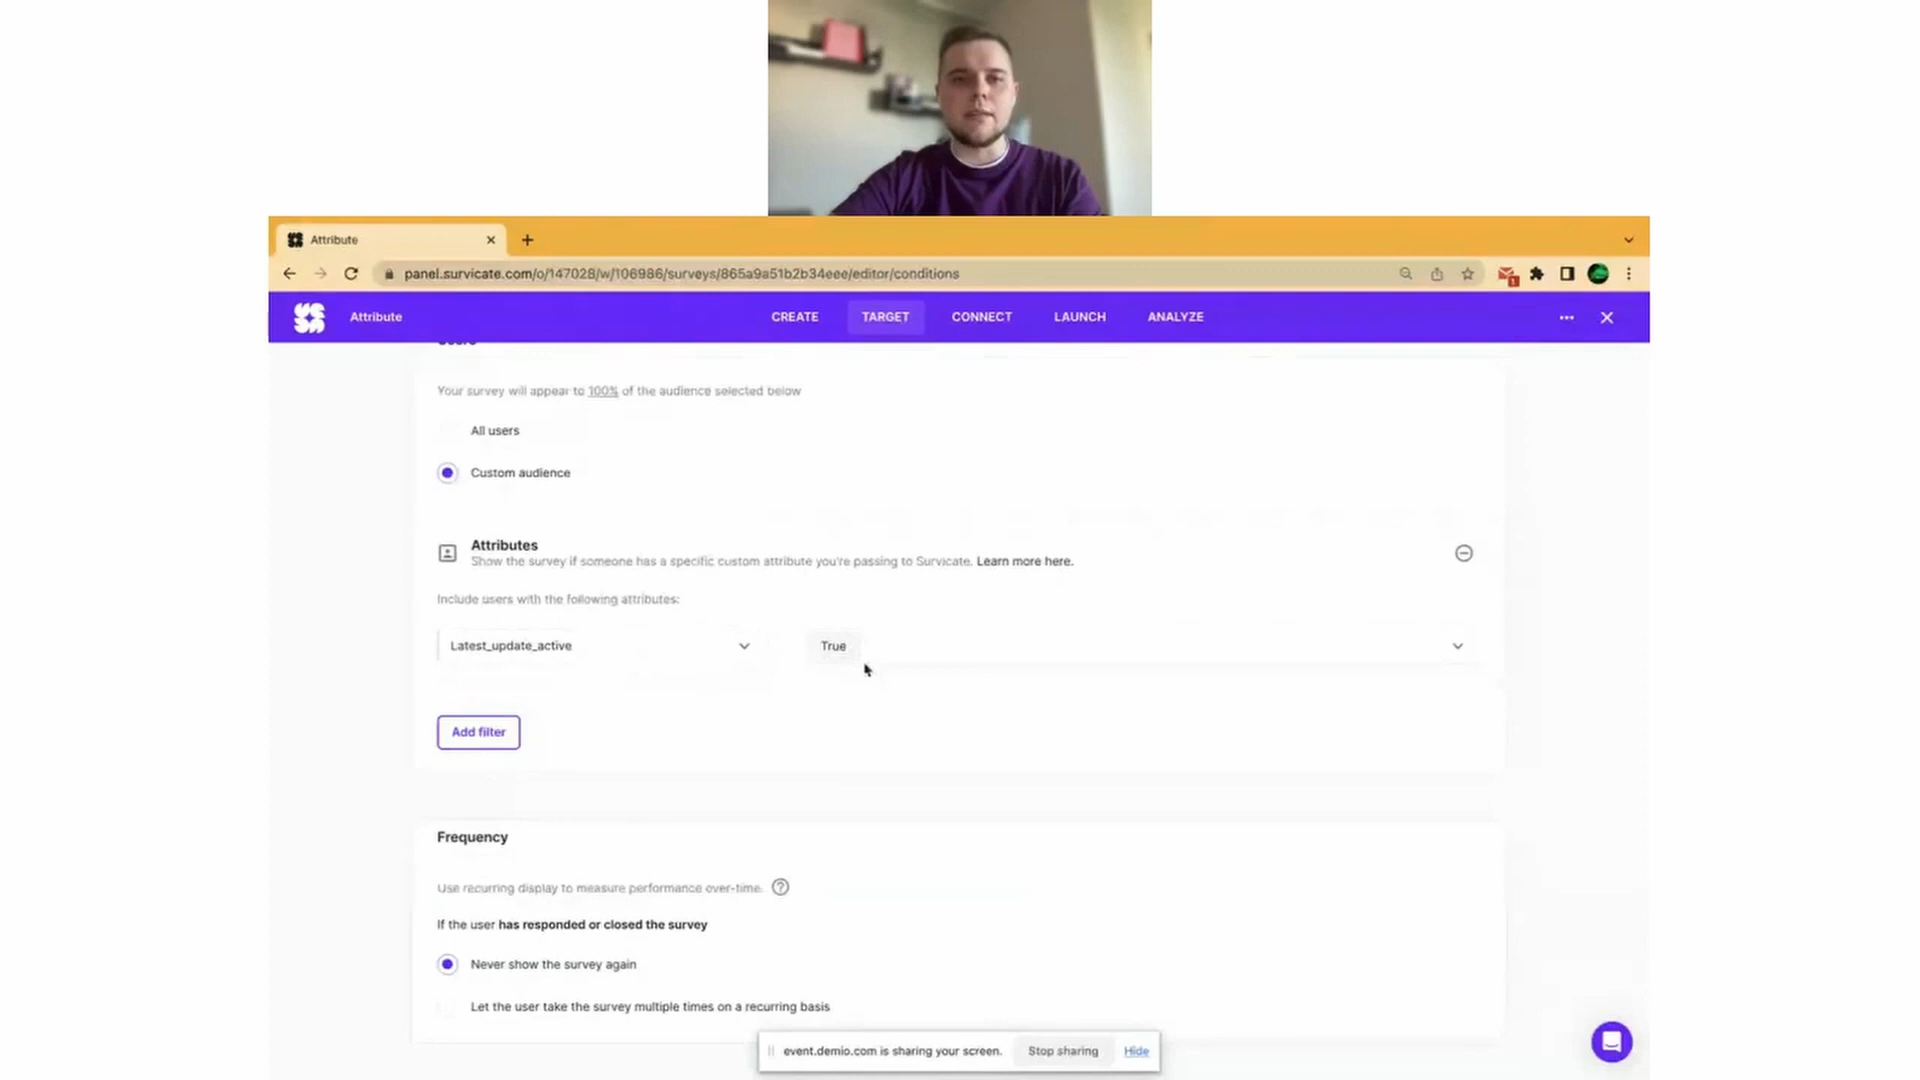 Attribute
panel.survicate.com/o/147028/w/106986/surveys/865a9a51b2b34eee/editor/conditions
1
Attribute
CREATE
TARGET
CONNECT
LAUNCH
ANALYZE
Users
Your survey will appear to 100% of the audience selected below
All users
Custom audience
Attributes
Show the survey if someone has a specific custom attribute you're passing to Survicate. Learn more here.
Include users with the following attributes:
Latest_update_active
True
Add filter
Frequency
Use recurring display to measure performance over-time.
If the user has responded or closed the survey
Never show the survey again
Let the user take the survey multiple times on a recurring basis
event.demio.com is sharing your screen.
Stop sharing
Hide